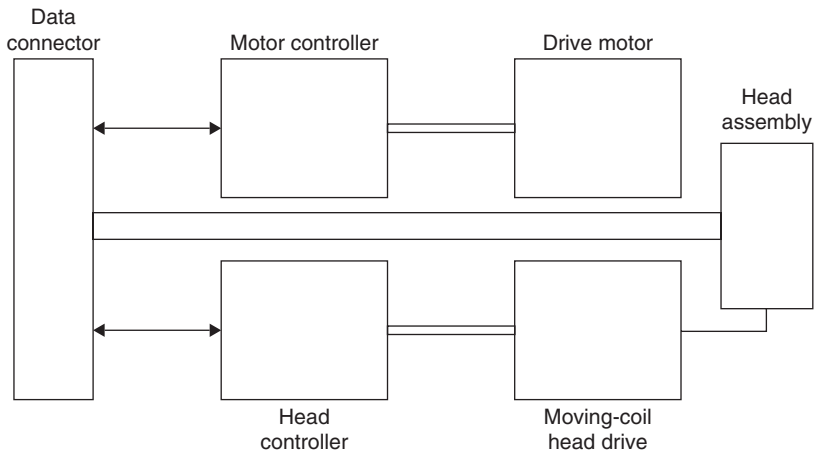 Data
connector
Motor controller
Drive motor
Head
assembly
Head
controller
Moving-coil
head drive